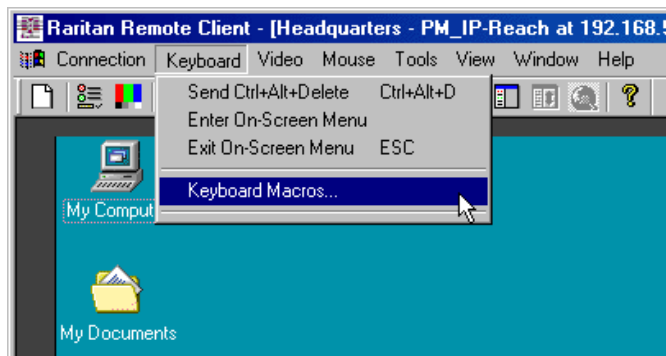 Raritan Remote Client - [Headquarters - PM_IP-Reach at 192.168.5
Connection Keyboard Video Mouse Tools View Window Help
Send Ctrl+Alt+Delete Ctrl+Alt+D
Enter On-Screen Menu
Exit On-Screen Menu ESC
Keyboard Macros...
My Comput
My Documents